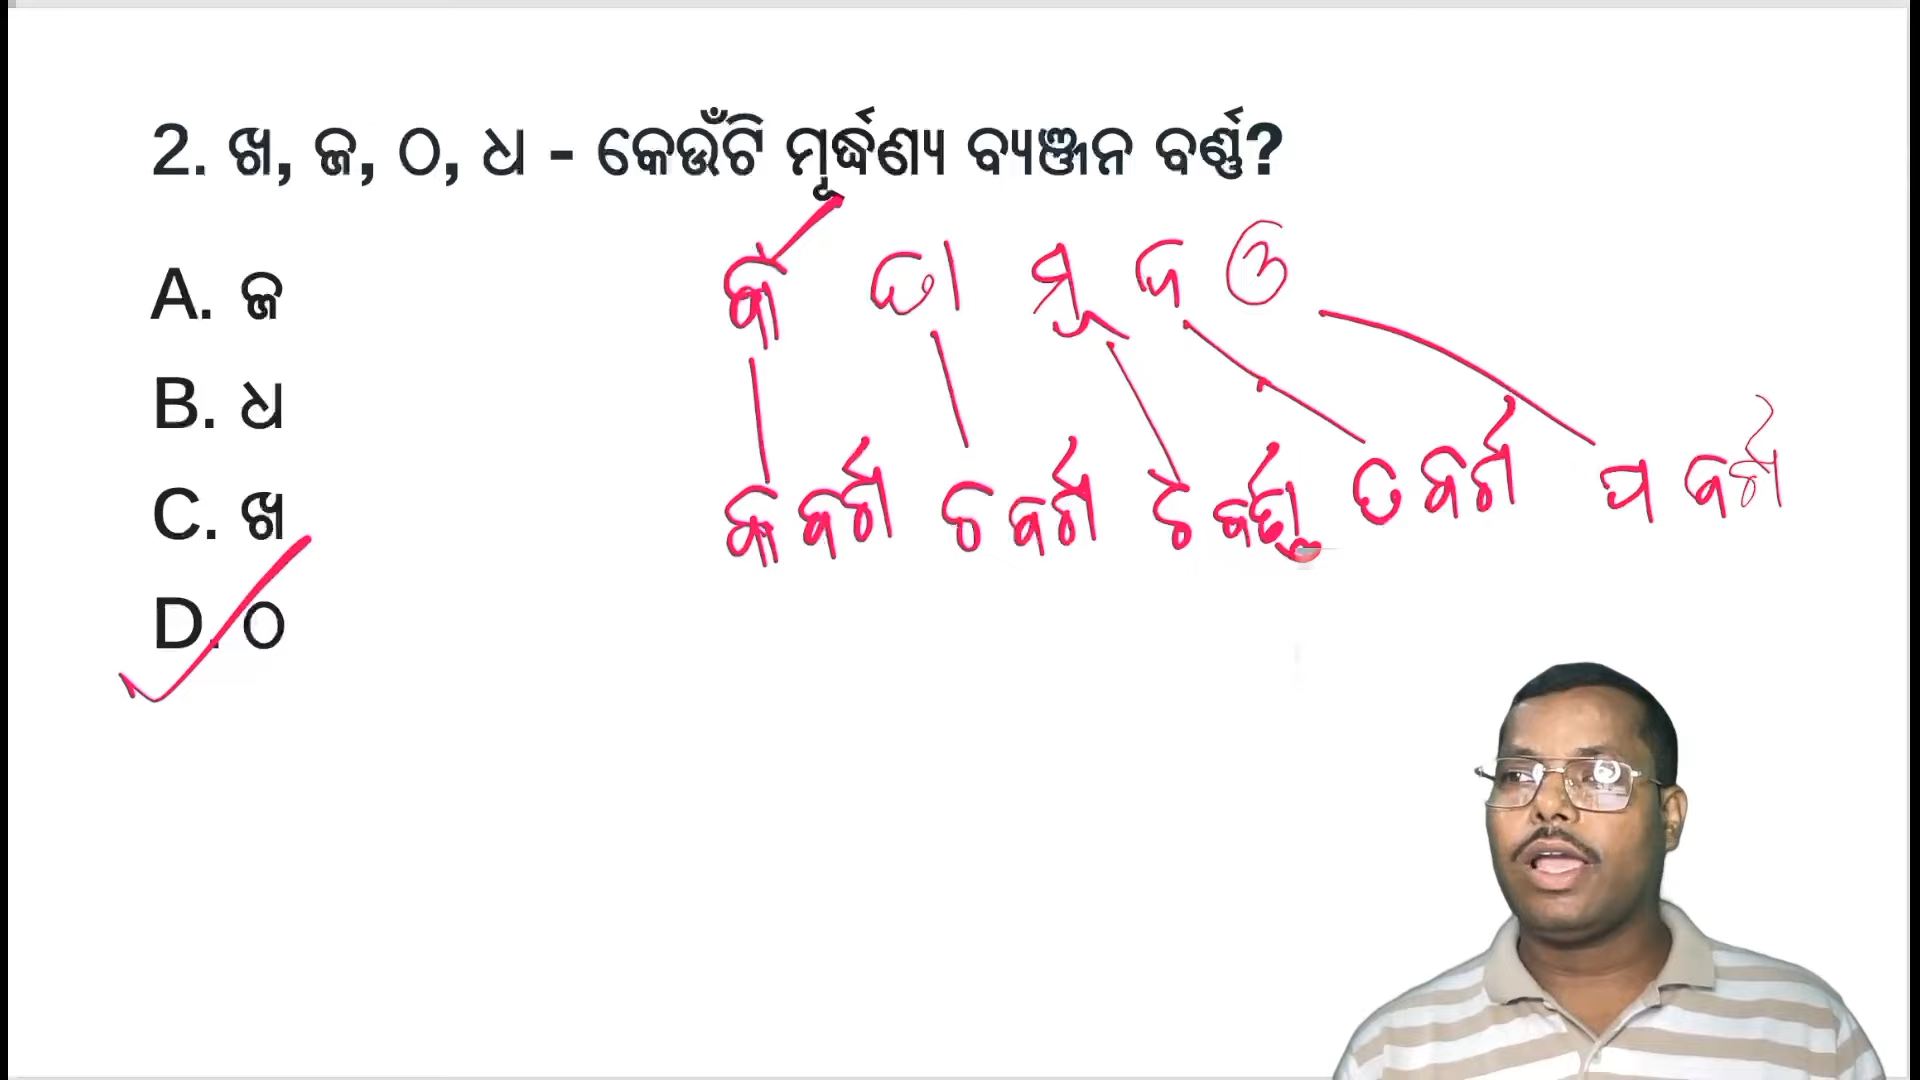 2. ଖ, ଜ, ଠ, ଧ - କେଉଁଟି ମୂର୍ଦ୍ଧଣ୍ୟ ବ୍ୟଞ୍ଜନ ବର୍ଣ୍ଣ?
କ ତା ମୂ ଦ ଓ
A. ଜ
B. ଧ
କ ବର୍ଗ ଚ ବର୍ଗ ଟ ବର୍ଗ ତ ବର୍ଗ ପ ବର୍ଗ
C. ଖ
D. ଠ